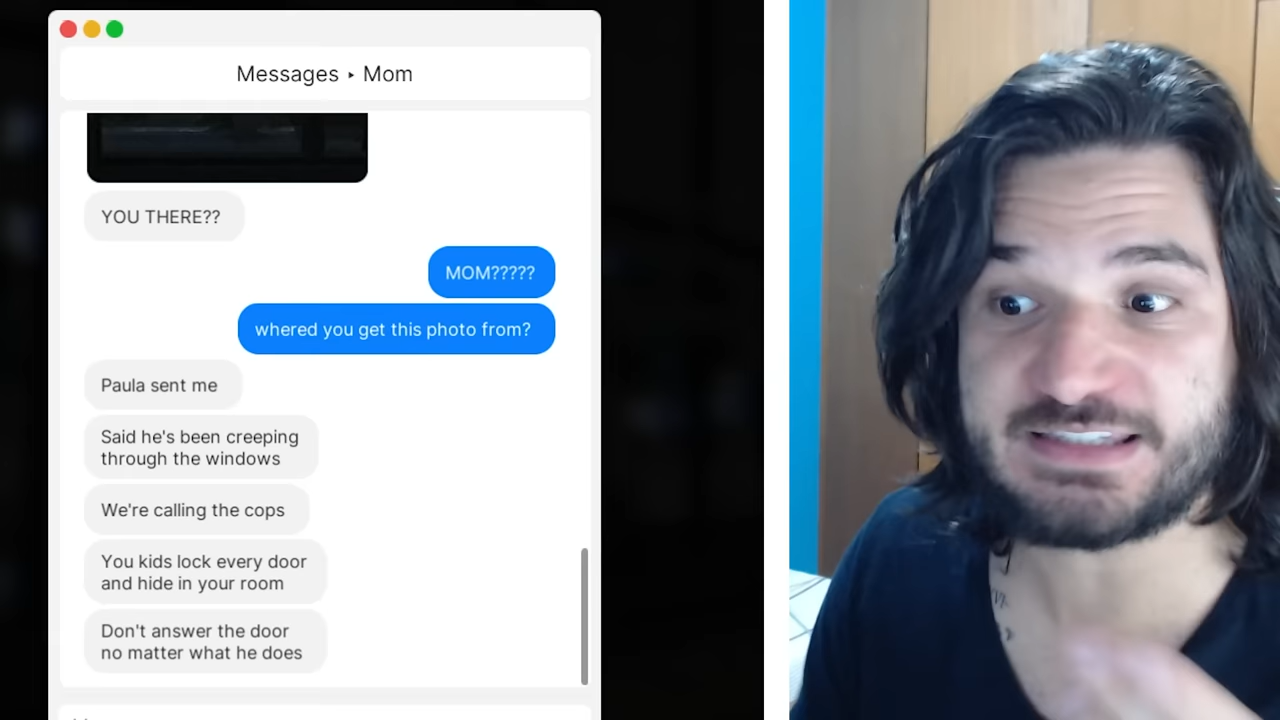 Messages ▸ Mom
YOU THERE??
MOM?????
whered you get this photo from?
Paula sent me
Said he's been creeping
through the windows
We're calling the cops
You kids lock every door
and hide in your room
Don't answer the door
no matter what he does